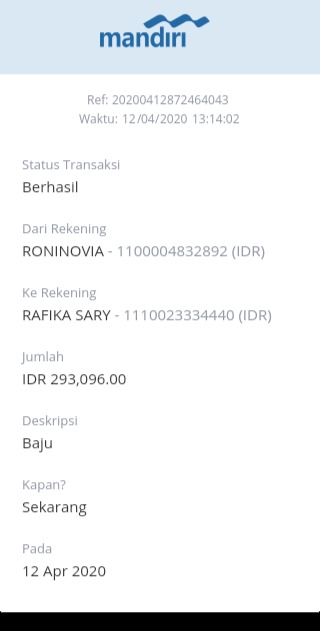 mandiri
Ref: 20200412872464043
Waktu: 12/04/2020 13:14:02
Status Transaksi
Berhasil
Dari Rekening
RONINOVIA - 1100004832892 (IDR)
Ke Rekening
RAFIKA SARY - 1110023334440 (IDR)
Jumlah
IDR 293,096.00
Deskripsi
Baju
Kapan?
Sekarang
Pada
12 Apr 2020